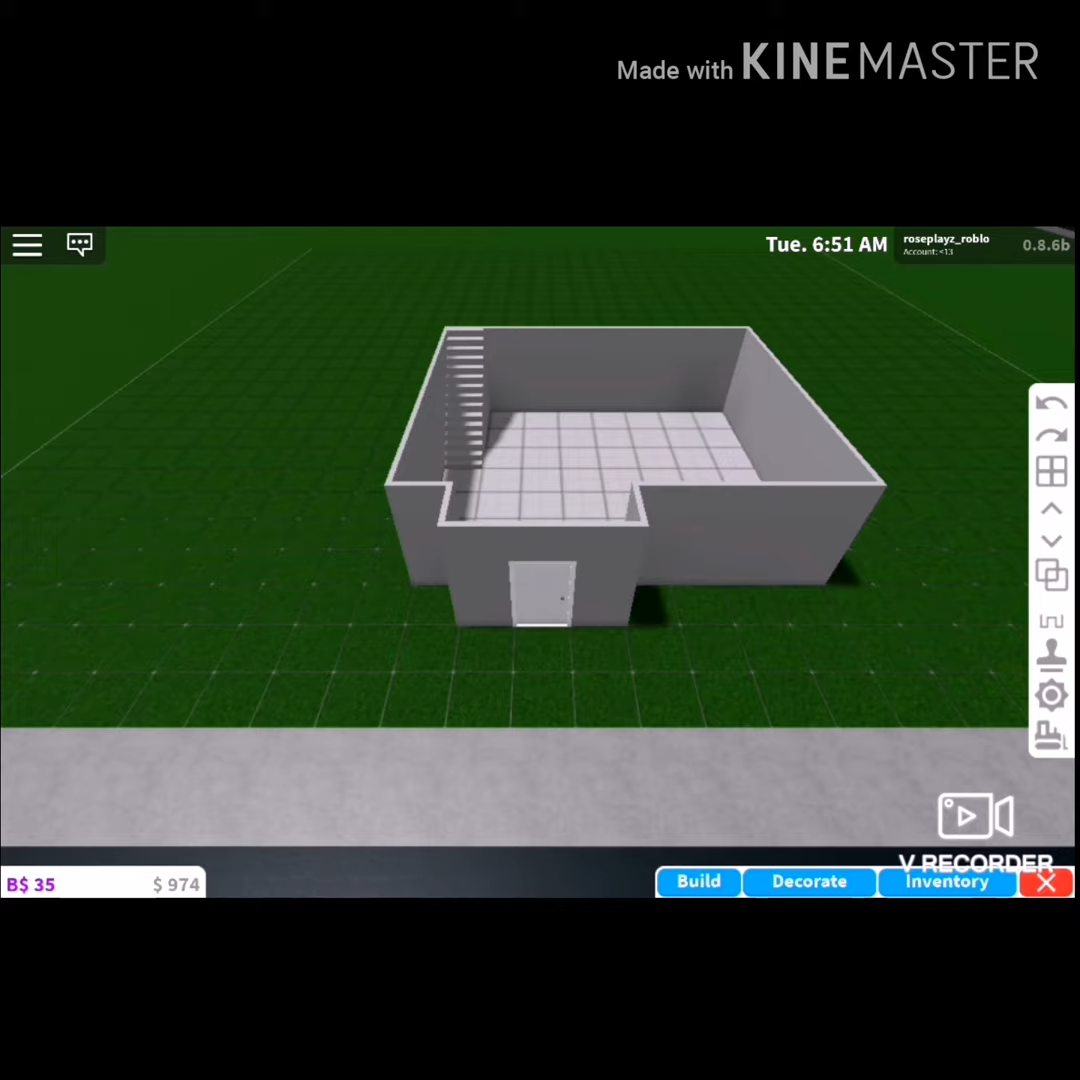 Made with KINEMASTER
Tue. 6:51 AM
roseplayz_roblo
Account: <13
0.8.6b
V RECORDER
B$ 35
$ 974
Build
Decorate
Inventory